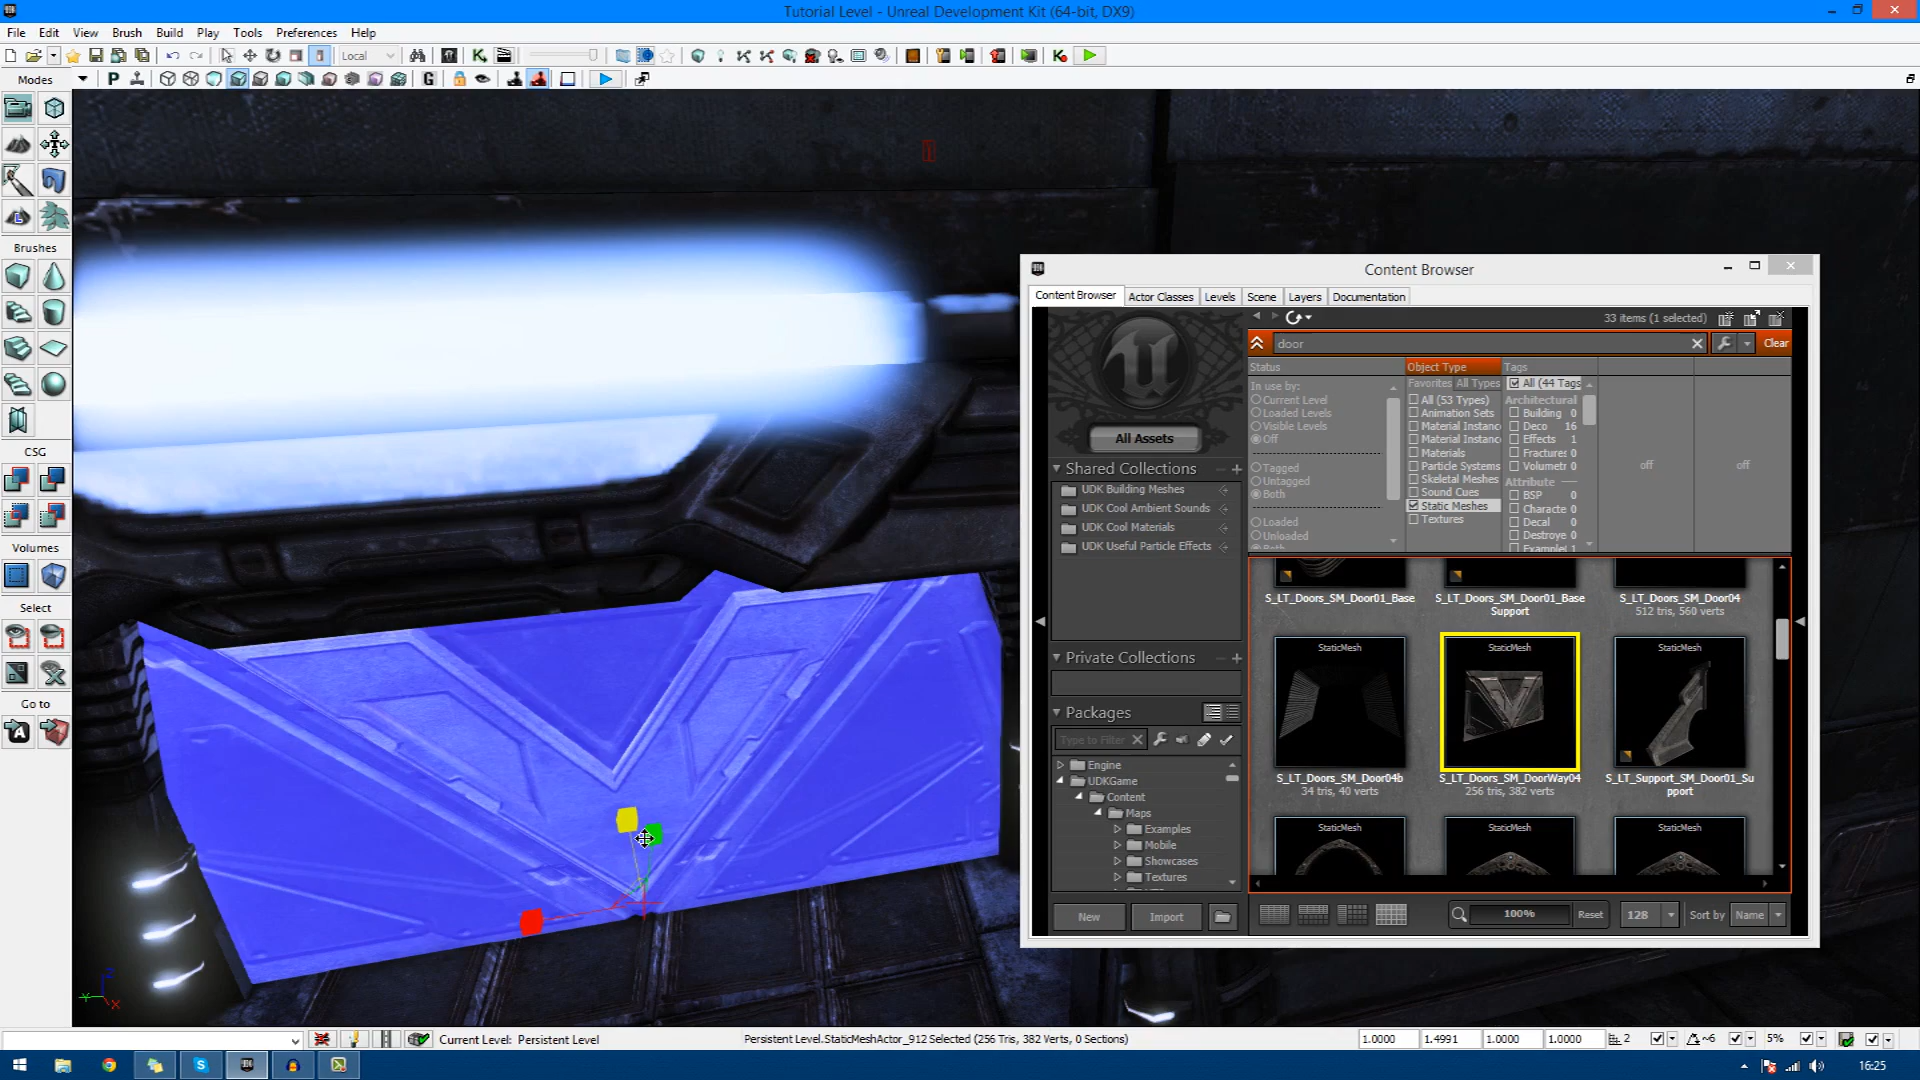 Tutorial Level - Unreal Development Kit (64-bit, DX9)
File Edit View Brush Build Play Tools Preferences Help
Local
Modes
P
G
Brushes
CSG
Volumes
Select
Go to
Content Browser
Content Browser Actor Classes Levels Scene Layers Documentation
33 items (1 selected)
door
Clear
All Assets
Shared Collections
UDK Building Meshes
UDK Cool Ambient Sounds
UDK Cool Materials
UDK Useful Particle Effects
Private Collections
Packages
Type to Filter
Engine
UDKGame
Content
Maps
Examples
Mobile
Showcases
Textures
New Import
Status
In use by:
Current Level
Loaded Levels
Visible Levels
Off
Tagged
Untagged
Both
Loaded
Unloaded
Both
Object Type
Favorites All Types
All (53 Types)
Animation Sets
Material Instanc
Material Instanc
Materials
Particle Systems
Skeletal Meshes
Sound Cues
Static Meshes
Textures
Tags
All (44 Tags
Architectural
Building 0
Deco 16
Effects 1
Fractures 0
Volumetr 0
Attribute
BSP 0
Characte 0
Decal 0
Destroye 0
Example! 1
off
off
S_LT_Doors_SM_Door01_Base
S_LT_Doors_SM_Door01_Base
Support
S_LT_Doors_SM_Door04
512 tris, 560 verts
StaticMesh
StaticMesh
StaticMesh
S_LT_Doors_SM_Door04b
34 tris, 40 verts
S_LT_Doors_SM_DoorWay04
256 tris, 382 verts
S_LT_Support_SM_Door01_Su
pport
StaticMesh
StaticMesh
StaticMesh
100%
Reset
128
Sort by
Name
Current Level: Persistent Level
Persistent Level.StaticMeshActor_912 Selected (256 Tris, 382 Verts, 0 Sections)
1.0000 1.4991 1.0000 1.0000
2
~6
5%
16:25